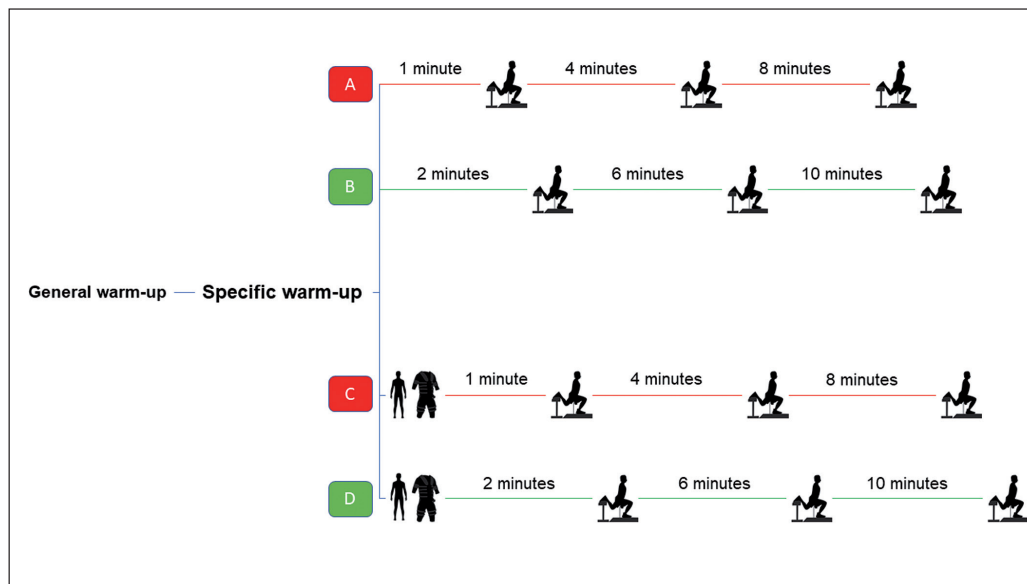 A
1 minute
4 minutes
8 minutes
B
2 minutes
6 minutes
10 minutes
General warm-up
Specific warm-up
C
1 minute
4 minutes
8 minutes
D
2 minutes
6 minutes
10 minutes